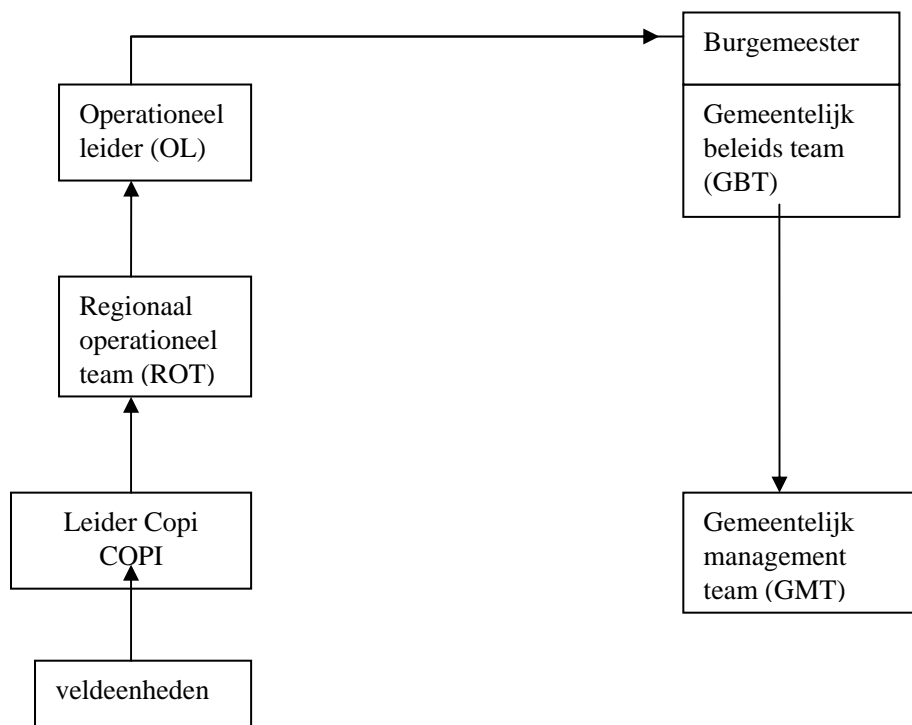 Burgemeester
Gemeentelijk
beleids team
(GBT)
Operationeel
leider (OL)
Regionaal
operationeel
team (ROT)
Leider Copi
COPI
Gemeentelijk
management
team (GMT)
veldeenheden